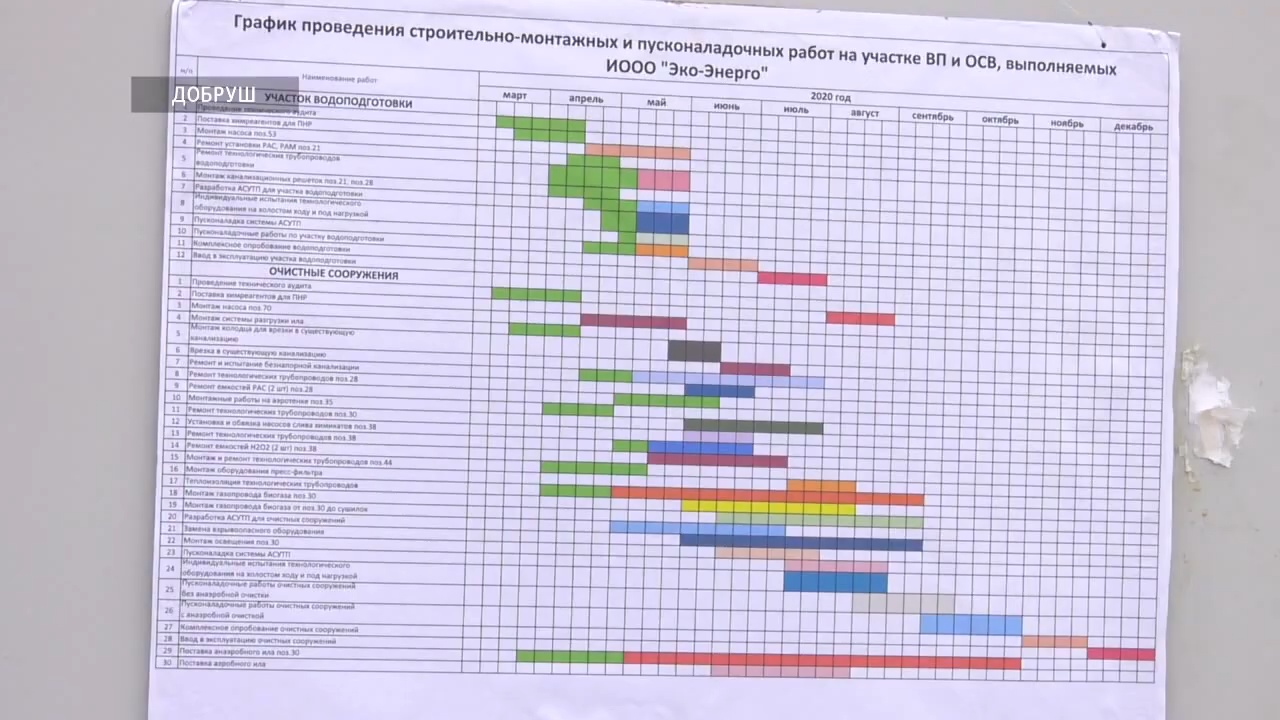 График проведения строительно-монтажных и пусконаладочных работ на участке ВП и ОСВ, выполняемых
ИООО "Эко-Энерго"
Наименование работ
2020 год
март апрель май июнь июль август сентябрь октябрь ноябрь декабрь
ДОБРУШ
УЧАСТОК ВОДОПОДГОТОВКИ
Проведение технического аудита
2 Поставка химреагентов для ПНР
3 Монтаж насоса поз.53
4 Ремонт установки РАС, РАМ поз.21
5 Ремонт технологических трубопроводов
водоподготовки
6 Монтаж канализационных решеток поз.21, поз.28
7 Разработка АСУТП для участка водоподготовки
8 Индивидуальные испытания технологического
оборудования на холостом ходу и под нагрузкой
9 Пусконаладка системы АСУТП
10 Пусконаладочные работы по участку водоподготовки
11 Комплексное опробование водоподготовки
12 Ввод в эксплуатацию участка водоподготовки
ОЧИСТНЫЕ СООРУЖЕНИЯ
1 Проведение технического аудита
2 Поставка химреагентов для ПНР
3 Монтаж насоса поз.70
4 Монтаж системы разгрузки ила
5 Монтаж колодца для врезки в существующую
канализацию
6 Врезка в существующую канализацию
7 Ремонт и испытание безнапорной канализации
8 Ремонт технологических трубопроводов поз.28
9 Ремонт емкостей РАС (2 шт) поз.28
10 Монтажные работы на аэротенке поз.35
11 Ремонт технологических трубопроводов поз.30
12 Установка и обвязка насосов слива химикатов поз.38
13 Ремонт технологических трубопроводов поз.38
14 Ремонт емкостей Н2О2 (2 шт) поз.38
15 Монтаж и ремонт технологических трубопроводов поз.44
16 Монтаж оборудования пресс-фильтра
17 Теплоизоляция технологических трубопроводов
18 Монтаж газопровода биогаза поз.30
19 Монтаж газопровода биогаза от поз.30 до сушилок
20 Разработка АСУТП для очистных сооружений
21 Замена взрывоопасного оборудования
22 Монтаж освещения поз.30
23 Пусконаладка системы АСУТП
24 Индивидуальные испытания технологического
оборудования на холостом ходу и под нагрузкой
25 Пусконаладочные работы очистных сооружений
без анаэробной очистки
26 Пусконаладочные работы очистных сооружений
с анаэробной очисткой
27 Комплексное опробование очистных сооружений
28 Ввод в эксплуатацию очистных сооружений
29 Поставка анаэробного ила поз.30
30 Поставка аэробного ила